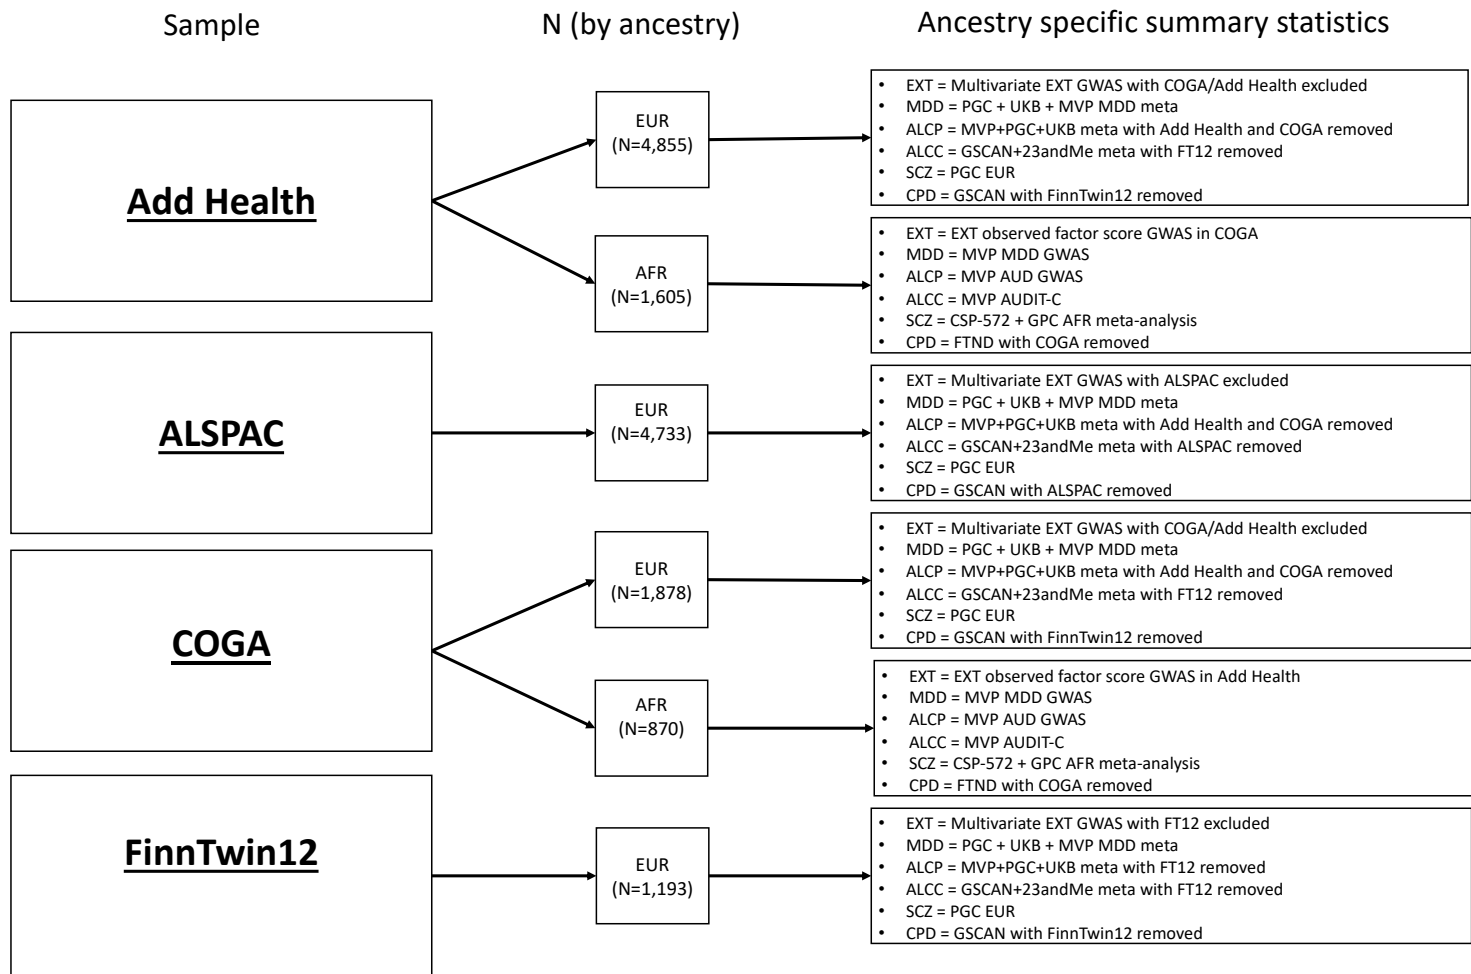 Sample
N (by ancestry)
Ancestry specific summary statistics
Add Health
EUR
(N=4,855)
• EXT = Multivariate EXT GWAS with COGA/Add Health excluded
• MDD = PGC + UKB + MVP MDD meta
• ALCP = MVP+PGC+UKB meta with Add Health and COGA removed
• ALCC = GSCAN+23andMe meta with FT12 removed
• SCZ = PGC EUR
• CPD = GSCAN with FinnTwin12 removed
AFR
(N=1,605)
• EXT = EXT observed factor score GWAS in COGA
• MDD = MVP MDD GWAS
• ALCP = MVP AUD GWAS
• ALCC = MVP AUDIT-C
• SCZ = CSP-572 + GPC AFR meta-analysis
• CPD = FTND with COGA removed
ALSPAC
EUR
(N=4,733)
• EXT = Multivariate EXT GWAS with ALSPAC excluded
• MDD = PGC + UKB + MVP MDD meta
• ALCP = MVP+PGC+UKB meta with Add Health and COGA removed
• ALCC = GSCAN+23andMe meta with ALSPAC removed
• SCZ = PGC EUR
• CPD = GSCAN with ALSPAC removed
COGA
EUR
(N=1,878)
• EXT = Multivariate EXT GWAS with COGA/Add Health excluded
• MDD = PGC + UKB + MVP MDD meta
• ALCP = MVP+PGC+UKB meta with Add Health and COGA removed
• ALCC = GSCAN+23andMe meta with FT12 removed
• SCZ = PGC EUR
• CPD = GSCAN with FinnTwin12 removed
AFR
(N=870)
• EXT = EXT observed factor score GWAS in Add Health
• MDD = MVP MDD GWAS
• ALCP = MVP AUD GWAS
• ALCC = MVP AUDIT-C
• SCZ = CSP-572 + GPC AFR meta-analysis
• CPD = FTND with COGA removed
FinnTwin12
EUR
(N=1,193)
• EXT = Multivariate EXT GWAS with FT12 excluded
• MDD = PGC + UKB + MVP MDD meta
• ALCP = MVP+PGC+UKB meta with FT12 removed
• ALCC = GSCAN+23andMe meta with FT12 removed
• SCZ = PGC EUR
• CPD = GSCAN with FinnTwin12 removed